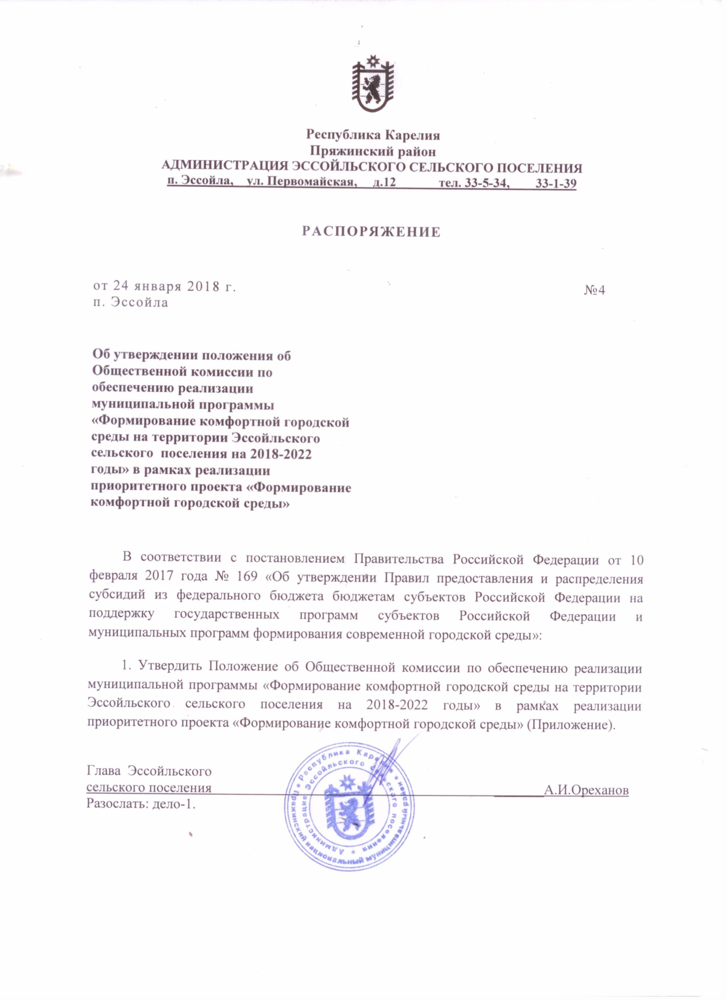 Республика Карелия
Пряжинский район
АДМИНИСТРАЦИЯ ЭССОЙЛЬСКОГО СЕЛЬСКОГО ПОСЕЛЕНИЯ
п. Эссойла, ул. Первомайская, д.12 тел. 33-5-34, 33-1-39
РАСПОРЯЖЕНИЕ
от 24 января 2018 г. №4
п. Эссойла
Об утверждении положения об
Общественной комиссии по
обеспечению реализации
муниципальной программы
«Формирование комфортной городской
среды на территории Эссойльского
сельского поселения на 2018-2022
годы» в рамках реализации
приоритетного проекта «Формирование
комфортной городской среды»
В соответствии с постановлением Правительства Российской Федерации от 10
февраля 2017 года № 169 «Об утверждении Правил предоставления и распределения
субсидий из федерального бюджета бюджетам субъектов Российской Федерации на
поддержку государственных программ субъектов Российской Федерации и
муниципальных программ формирования современной городской среды»:
1. Утвердить Положение об Общественной комиссии по обеспечению реализации
муниципальной программы «Формирование комфортной городской среды на территории
Эссойльского сельского поселения на 2018-2022 годы» в рамках реализации
приоритетного проекта «Формирование комфортной городской среды» (Приложение).
Глава Эссойльского
сельского поселения А.И.Ореханов
Разослать: дело-1.
* Республика Карелия * Пряжинский национальный муниципальный район
* Администрация Эссойльского сельского поселения